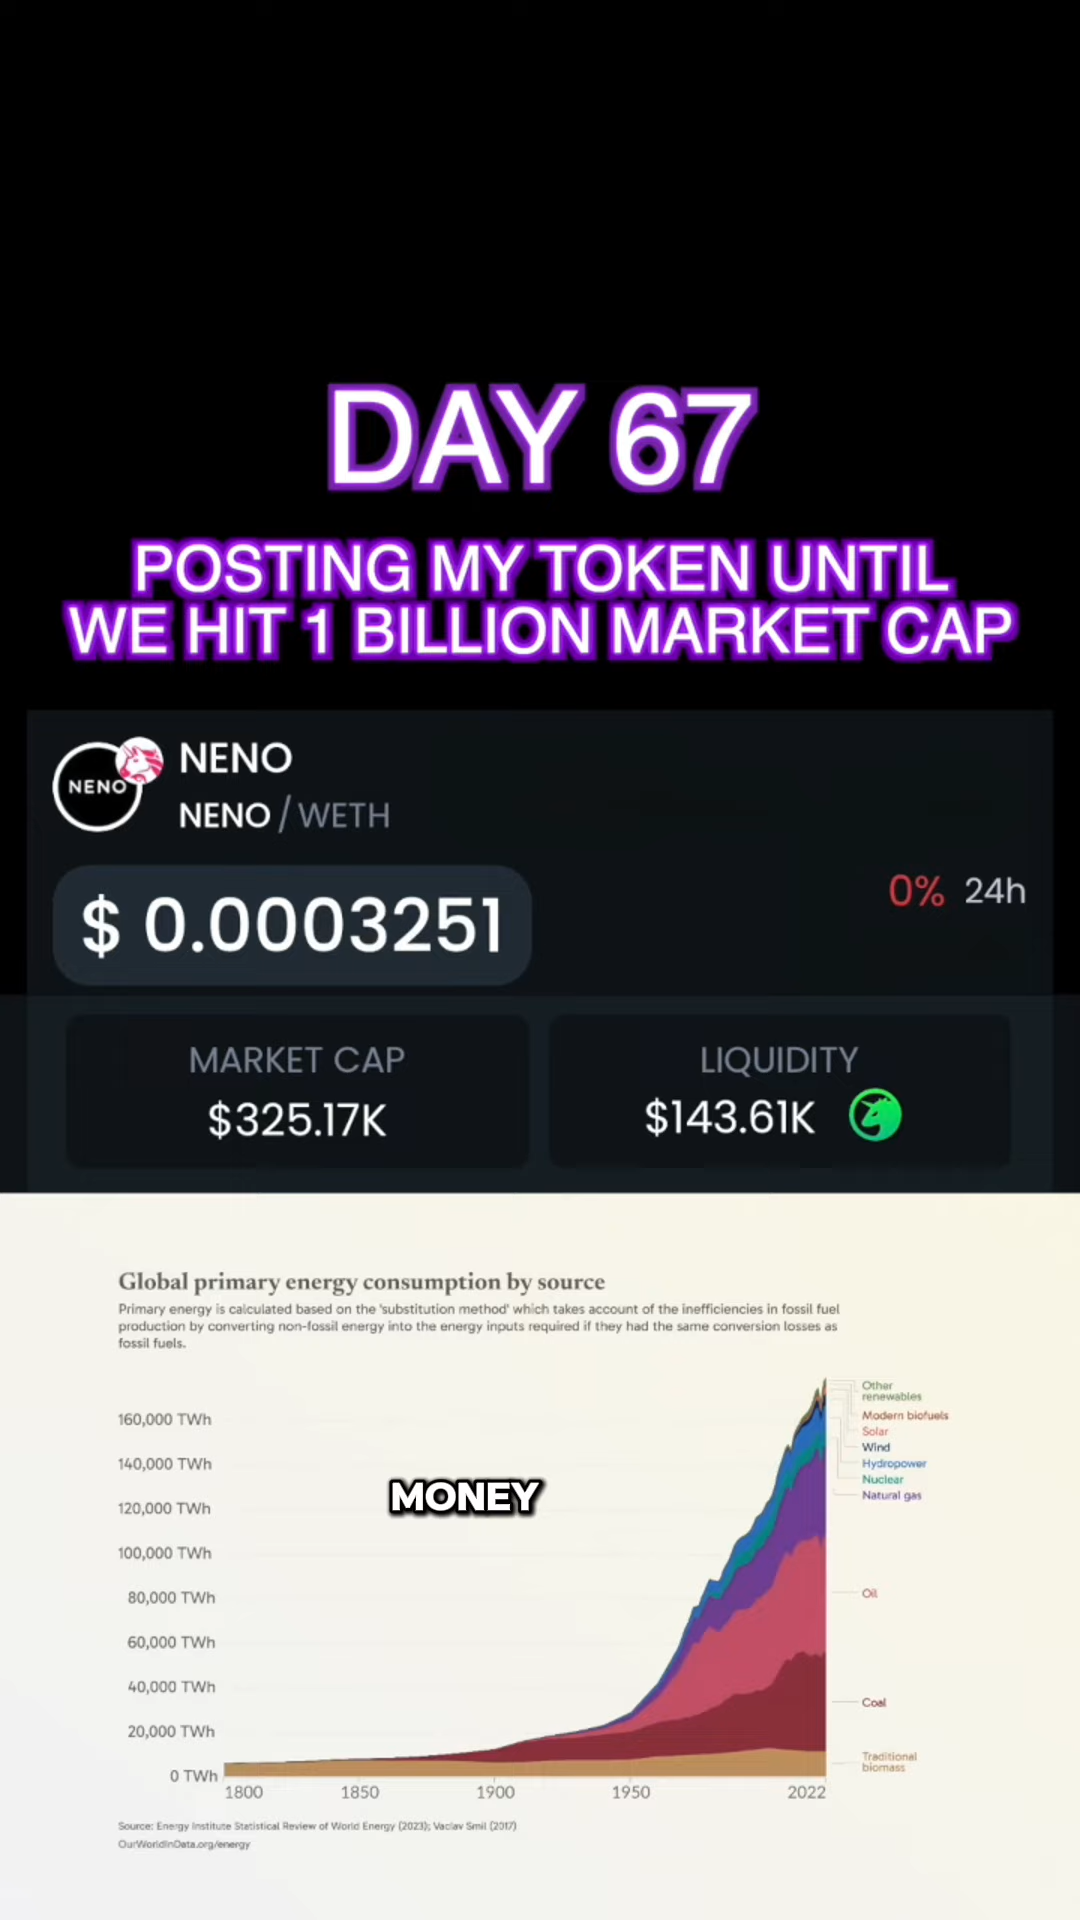 DAY 67
POSTING MY TOKEN UNTIL
WE HIT 1 BILLION MARKET CAP
NENO
NENO
NENO / WETH
$ 0.0003251
0% 24h
MARKET CAP
$325.17K
LIQUIDITY
$143.61K
Global primary energy consumption by source
Primary energy is calculated based on the 'substitution method' which takes account of the inefficiencies in fossil fuel
production by converting non-fossil energy into the energy inputs required if they had the same conversion losses as
fossil fuels.
160,000 TWh
140,000 TWh
120,000 TWh
100,000 TWh
80,000 TWh
60,000 TWh
40,000 TWh
20,000 TWh
0 TWh
MONEY
Other
renewables
Modern biofuels
Solar
Wind
Hydropower
Nuclear
Natural gas
Oil
Coal
Traditional
biomass
1800
1850
1900
1950
2022
Source: Energy Institute Statistical Review of World Energy (2023); Vaclav Smil (2017)
OurWorldInData.org/energy